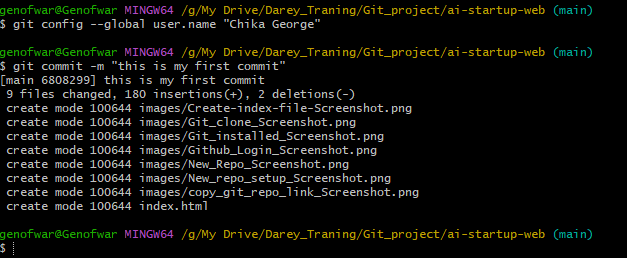 genofwar@Genofwar MINGW64 /g/My Drive/Darey_Traning/Git_project/ai-startup-web (main)
$ git config --global user.name "Chika George"
genofwar@Genofwar MINGW64 /g/My Drive/Darey_Traning/Git_project/ai-startup-web (main)
$ git commit -m "this is my first commit"
[main 6808299] this is my first commit
 9 files changed, 180 insertions(+), 2 deletions(-)
 create mode 100644 images/Create-index-file-Screenshot.png
 create mode 100644 images/Git_clone_Screenshot.png
 create mode 100644 images/Git_installed_Screenshot.png
 create mode 100644 images/Github_Login_Screenshot.png
 create mode 100644 images/New_Repo_Screenshot.png
 create mode 100644 images/New_repo_setup_Screenshot.png
 create mode 100644 images/copy_git_repo_link_Screenshot.png
 create mode 100644 index.html
genofwar@Genofwar MINGW64 /g/My Drive/Darey_Traning/Git_project/ai-startup-web (main)
$